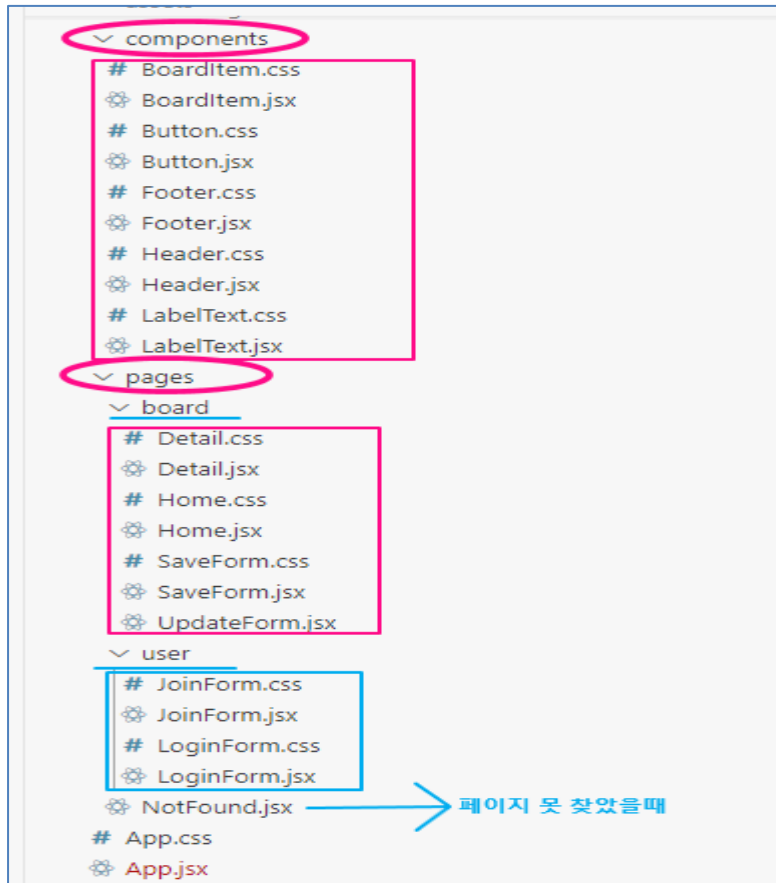 components
# BoardItem.css
BoardItem.jsx
# Button.css
Button.jsx
# Footer.css
Footer.jsx
# Header.css
Header.jsx
# LabelText.css
LabelText.jsx
pages
board
# Detail.css
Detail.jsx
# Home.css
Home.jsx
# SaveForm.css
SaveForm.jsx
UpdateForm.jsx
user
# JoinForm.css
JoinForm.jsx
# LoginForm.css
LoginForm.jsx
NotFound.jsx 페이지 못 찾았을때
# App.css
App.jsx